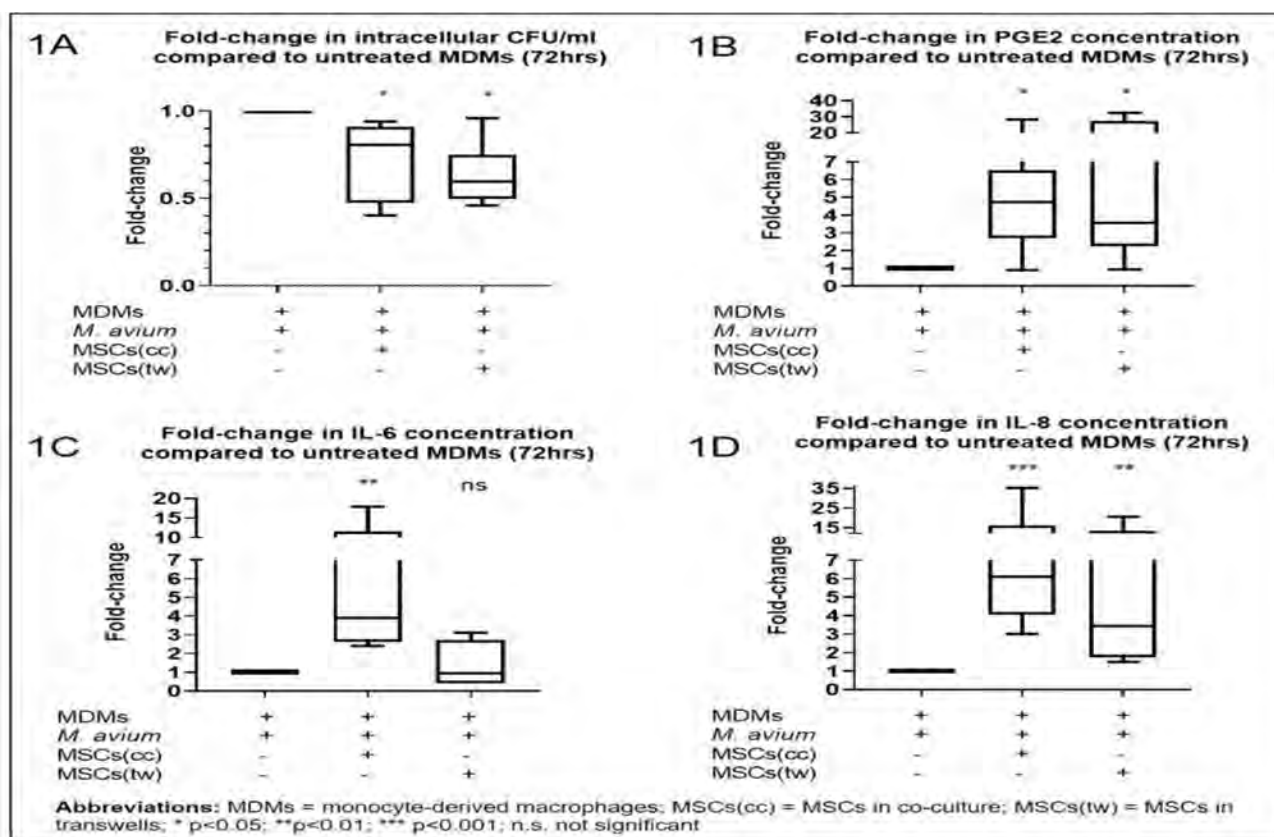 1A
Fold-change in intracellular CFU/ml
compared to untreated MDMs (72hrs)
* *
1.0
0.5
0.0
Fold-change
MDMs + + +
M. avium + + +
MSCs(cc) - + -
MSCs(tw) - - +
1B
Fold-change in PGE2 concentration
compared to untreated MDMs (72hrs)
* *
40
30
20
7
6
5
4
3
2
1
0
Fold-change
MDMs + + +
M. avium + + +
MSCs(cc) - + -
MSCs(tw) - - +
1C
Fold-change in IL-6 concentration
compared to untreated MDMs (72hrs)
** ns
20
15
10
7
6
5
4
3
2
1
0
Fold-change
MDMs + + +
M. avium + + +
MSCs(cc) - + -
MSCs(tw) - - +
1D
Fold-change in IL-8 concentration
compared to untreated MDMs (72hrs)
*** **
35
25
15
7
6
5
4
3
2
1
0
Fold-change
MDMs + + +
M. avium + + +
MSCs(cc) - + -
MSCs(tw) - - +
Abbreviations: MDMs = monocyte-derived macrophages; MSCs(cc) = MSCs in co-culture; MSCs(tw) = MSCs in
transwells; * p<0.05; **p<0.01; *** p<0.001; n.s. not significant